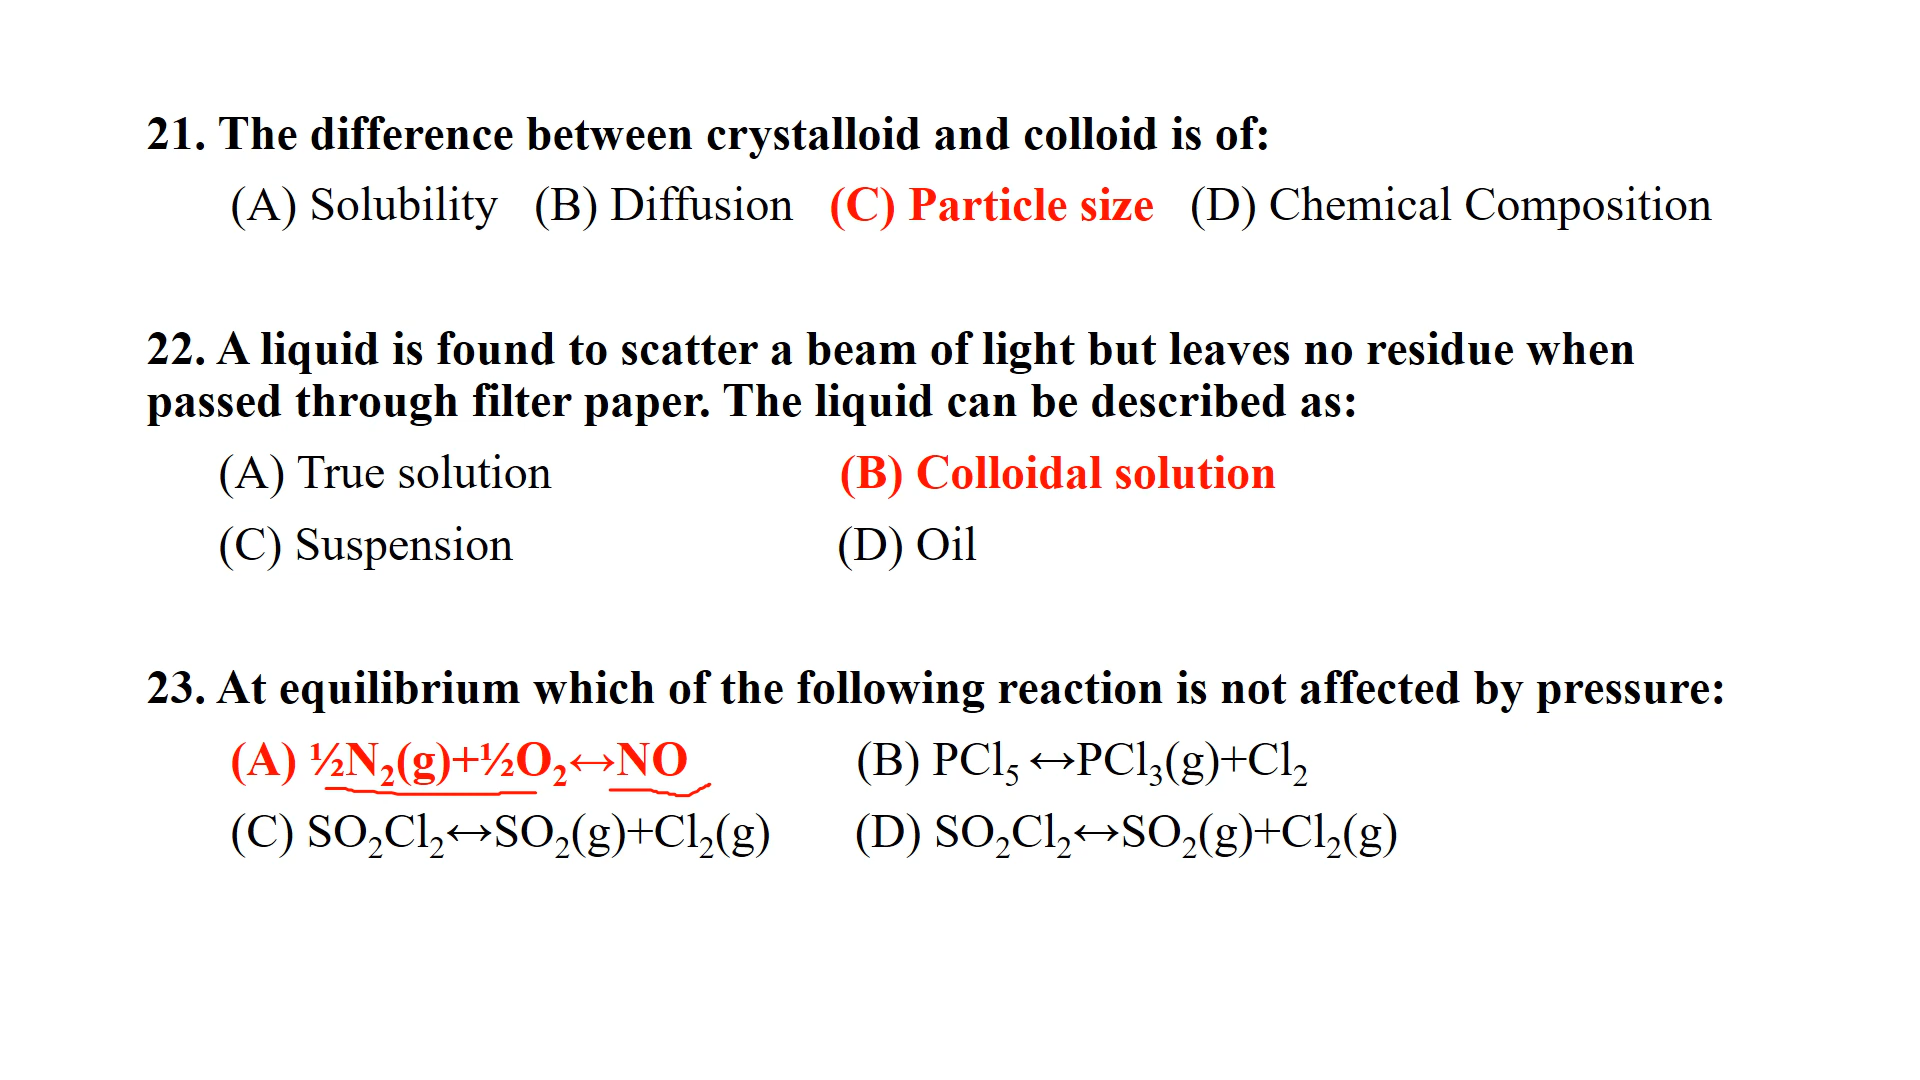 21. The difference between crystalloid and colloid is of:
(A) Solubility (B) Diffusion (C) Particle size (D) Chemical Composition
22. A liquid is found to scatter a beam of light but leaves no residue when
passed through filter paper. The liquid can be described as:
(A) True solution (B) Colloidal solution
(C) Suspension (D) Oil
23. At equilibrium which of the following reaction is not affected by pressure:
(A) ½N₂(g)+½O₂↔NO (B) PCl₅ ↔PCl₃(g)+Cl₂
(C) SO₂Cl₂↔SO₂(g)+Cl₂(g) (D) SO₂Cl₂↔SO₂(g)+Cl₂(g)